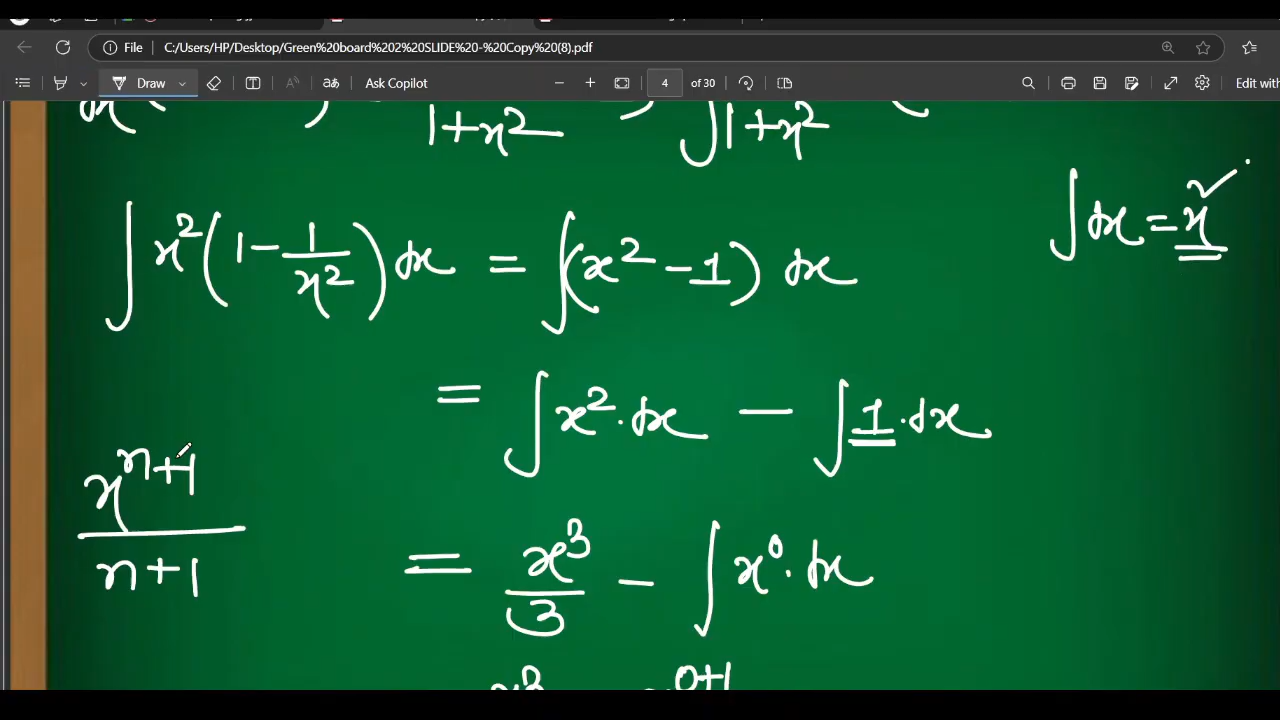 File C:/Users/HP/Desktop/Green%20board%202%20SLIDE%20-%20Copy%20(8).pdf
Draw Ask Copilot 4 of 30 Edit with
1+x² ∫1+x²
∫dx = x
∫x²(1-1/x²)dx = ∫(x²-1) dx
= ∫x².dx - ∫1.dx
x^(n+1)/(n+1)
= x³/3 - ∫x⁰.dx
0+1